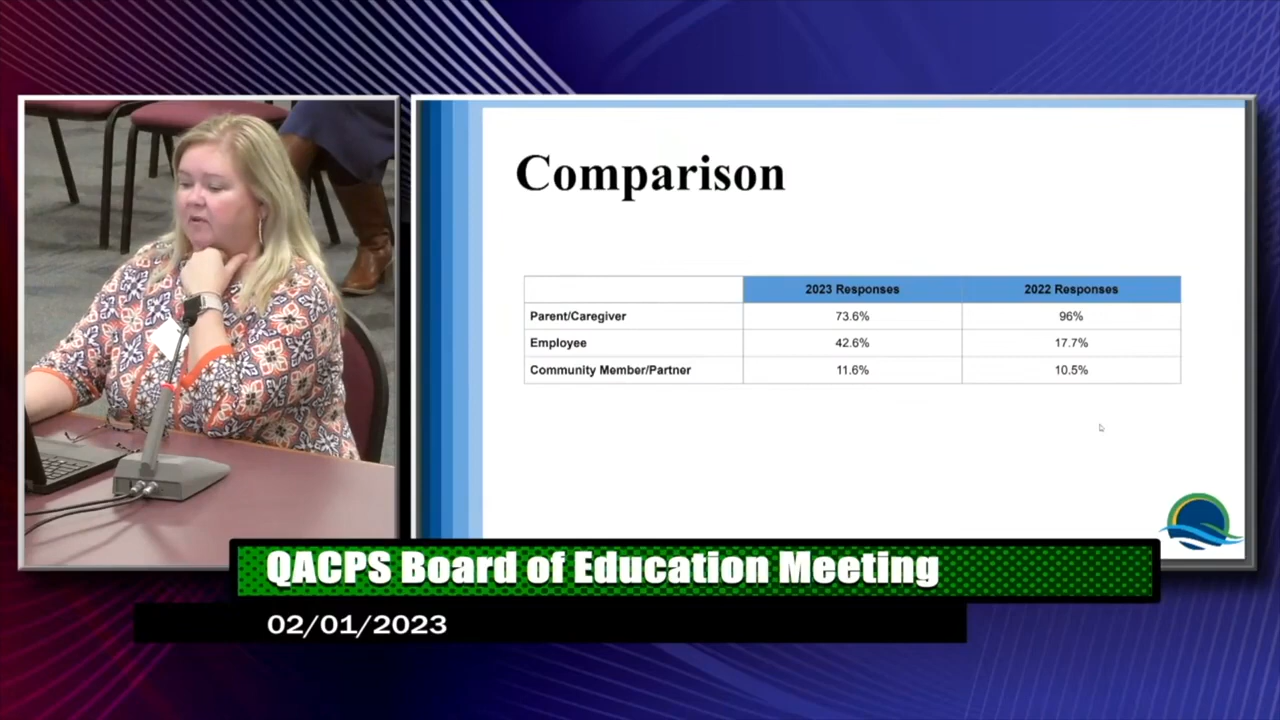 Comparison
2023 Responses 2022 Responses
Parent/Caregiver 73.6% 96%
Employee 42.6% 17.7%
Community Member/Partner 11.6% 10.5%
QACPS Board of Education Meeting
02/01/2023